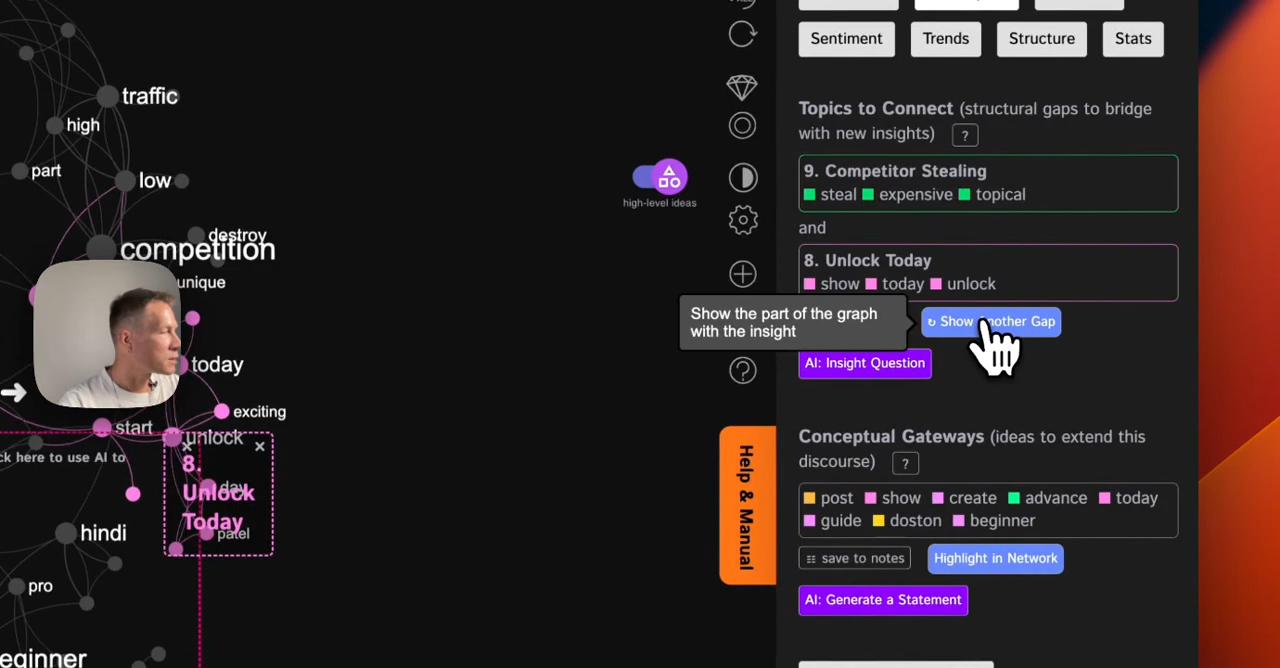 Sentiment
Trends
Structure
Stats
Topics to Connect (structural gaps to bridge
with new insights) ?
9. Competitor Stealing
steal expensive topical
and
8. Unlock Today
show today unlock
Show the part of the graph
with the insight
↻ Show Another Gap
AI: Insight Question
Conceptual Gateways (ideas to extend this
discourse) ?
post show create advance today
guide doston beginner
save to notes
Highlight in Network
AI: Generate a Statement
Help & Manual
high-level ideas
traffic
high
part
low
destroy
competition
unique
today
exciting
start
unlock
ck here to use AI to
8.
Unlock
Today
day
patel
hindi
pro
eginner